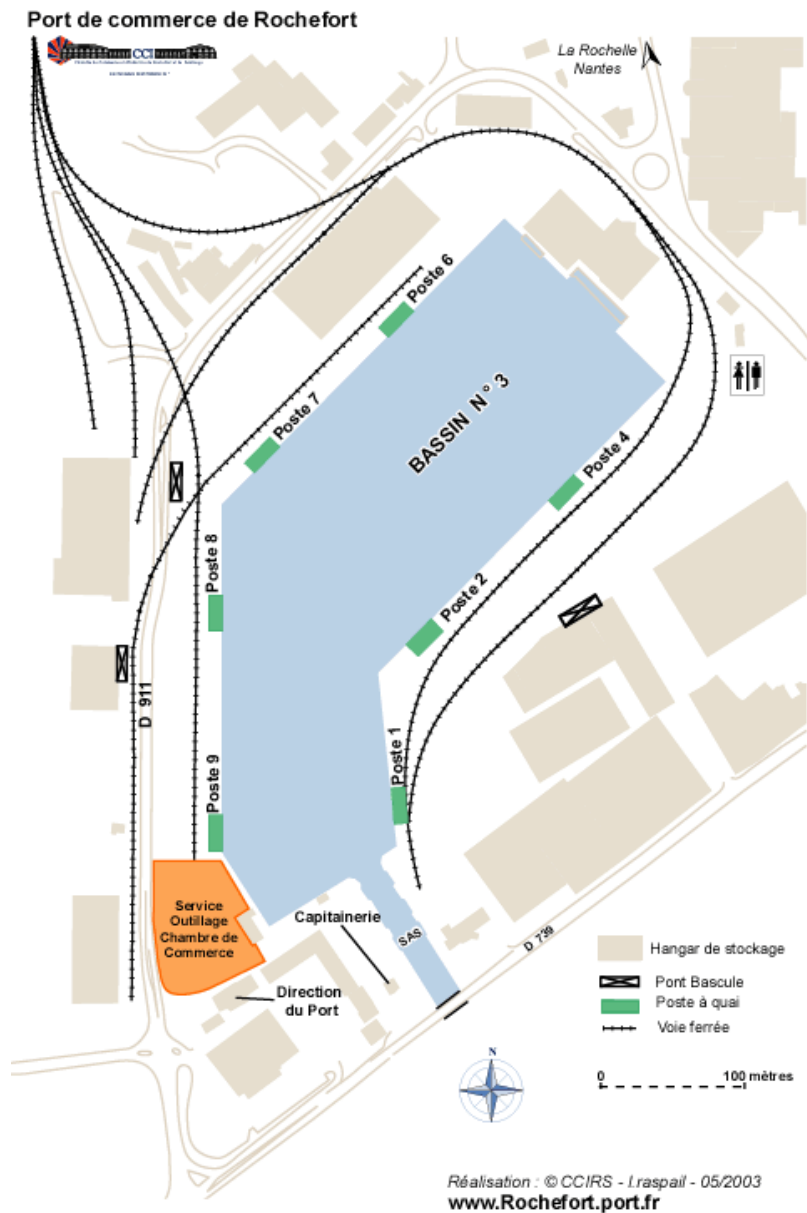 Port de commerce de Rochefort
CCI
La Rochelle
Nantes
Poste 6
Poste 7
BASSIN N° 3
Poste 4
Poste 8
Poste 2
D 911
Poste 1
Poste 9
Service
Outillage
Chambre de
Commerce
Capitainerie
SAS
D 739
Direction
du Port
Hangar de stockage
Pont Bascule
Poste à quai
Voie ferrée
N
0 100 mètres
Réalisation : © CCIRS - l.raspail - 05/2003
www.Rochefort.port.fr